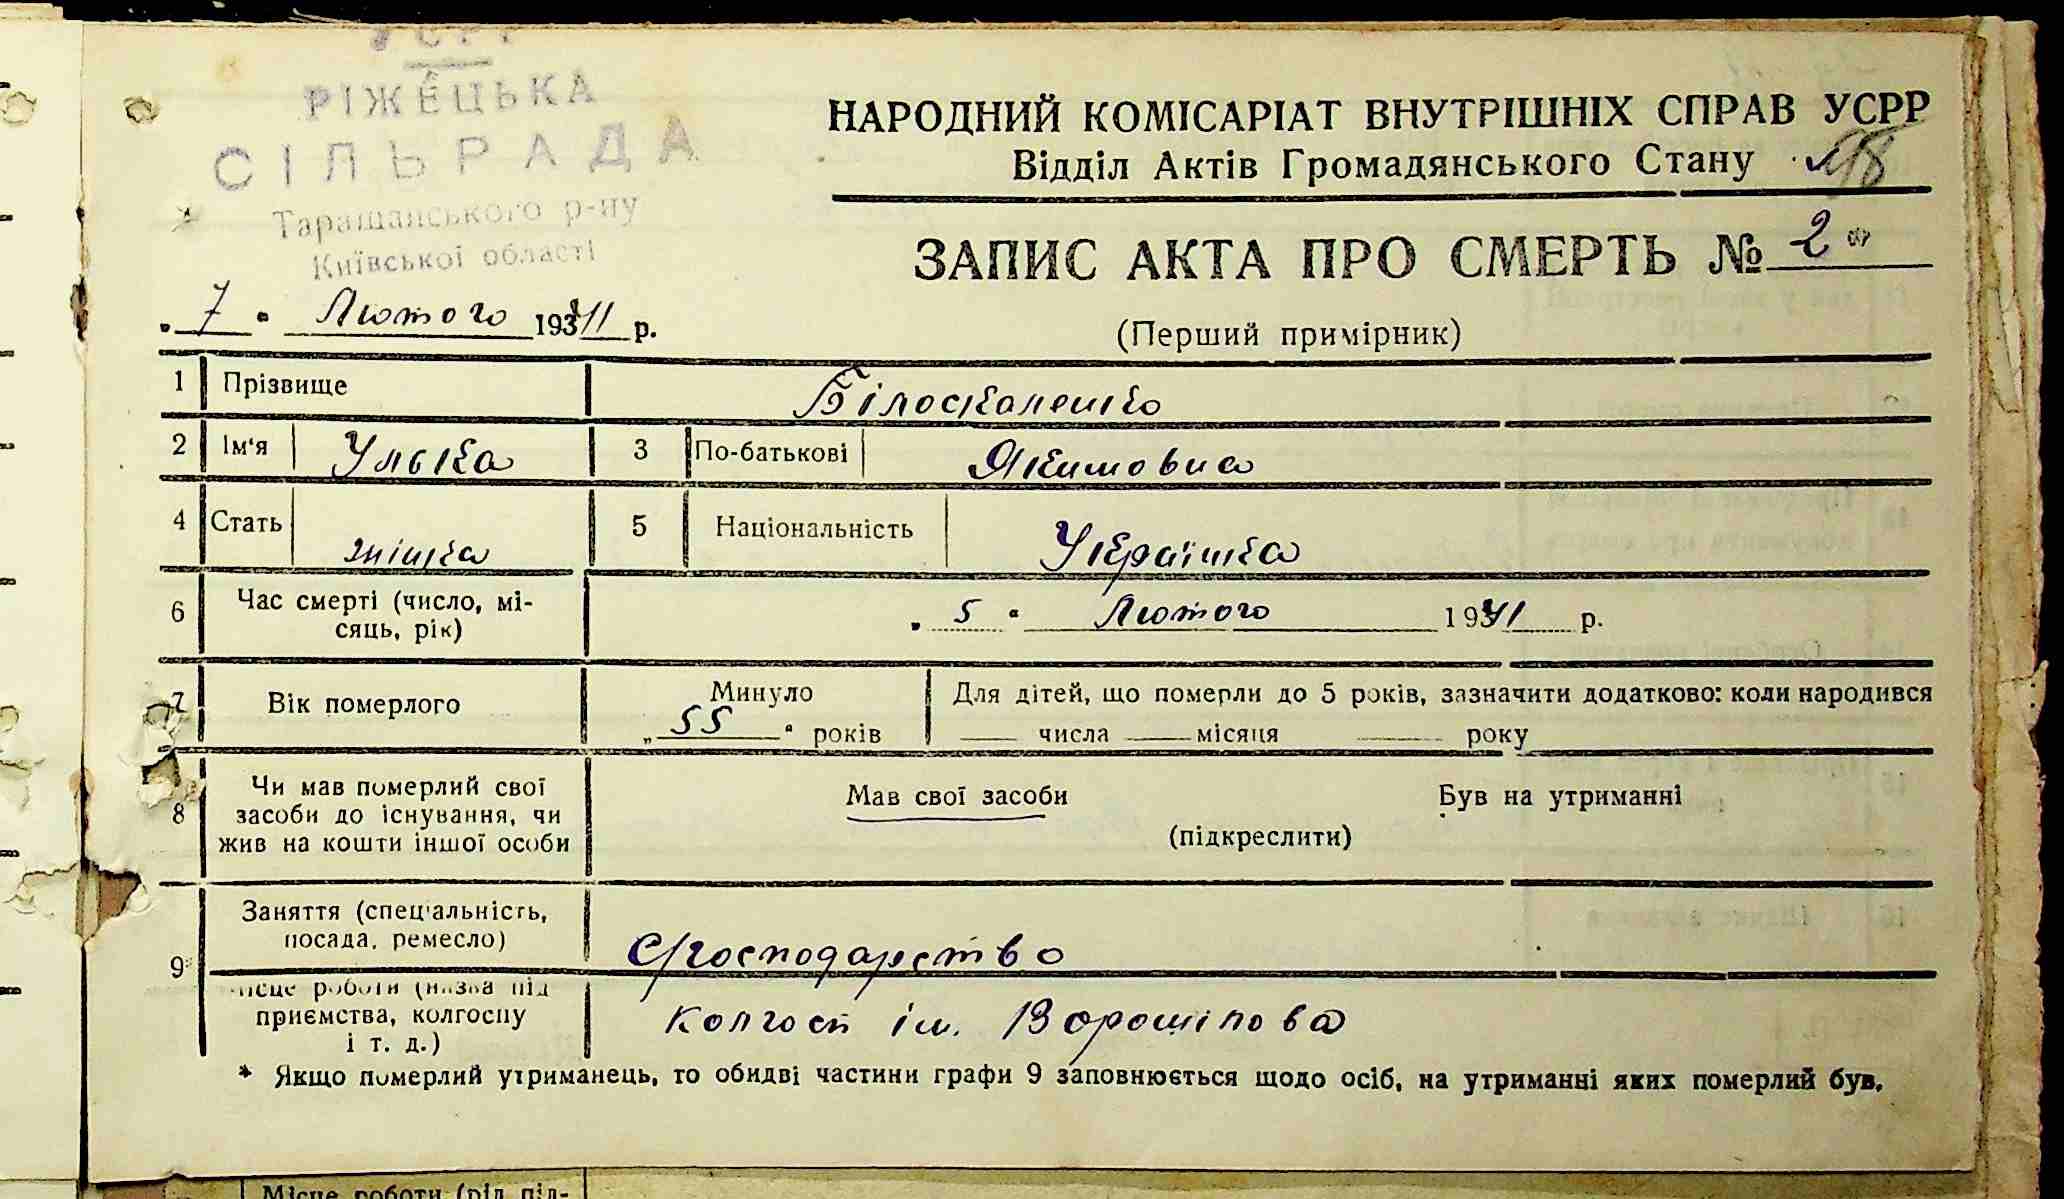 УСРР
РІЖЕЦЬКА
СІЛЬРАДА
Таращанського р-ну
Київської області
НАРОДНИЙ КОМІСАРІАТ ВНУТРІШНІХ СПРАВ УСРР
Відділ Актів Громадянського Стану
ЗАПИС АКТА ПРО СМЕРТЬ № 2
„ 7 " Лютого 1941 р.
(Перший примірник)
1 Прізвище Білоскаленко
2 Ім'я Улька 3 По-батькові Якимовна
4 Стать жінка 5 Національність Українка
6 Час смерті (число, мі-
сяць, рік) „ 5 " Лютого 1941 р.
7 Вік померлого Минуло „ 55 " років
Для дітей, що померли до 5 років, зазначити додатково: коли народився
— числа — місяця — року
8 Чи мав померлий свої
засоби до існування, чи
жив на кошти іншої особи
Мав свої засоби Був на утриманні
(підкреслити)
9* Заняття (спеціальність,
посада, ремесло) С/господарство
Місце роботи (назва під
приємства, колгоспу
і т. д.) Колгосп ім. Ворошілова
* Якщо померлий утриманець, то обидві частини графи 9 заповнюється щодо осіб, на утриманні яких померлий був.
Місце роботи (рід під-